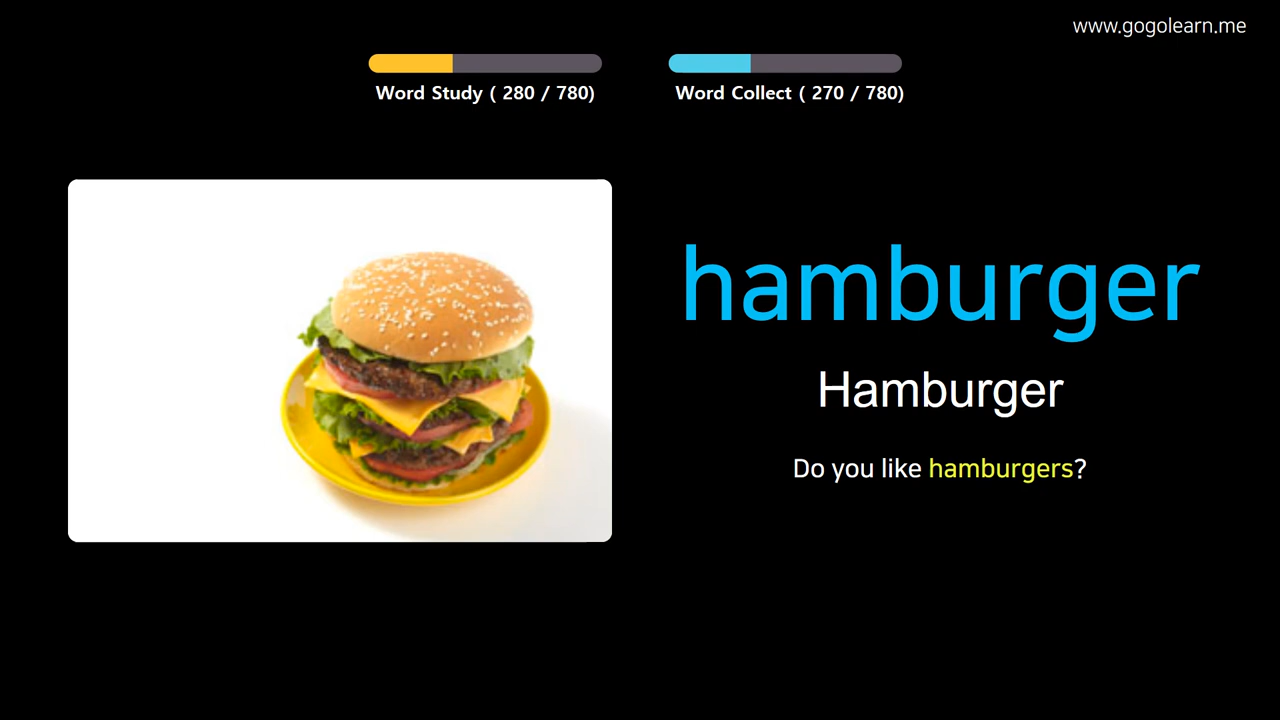 www.gogolearn.me
Word Study ( 280 / 780)
Word Collect ( 270 / 780)
hamburger
Hamburger
Do you like hamburgers?